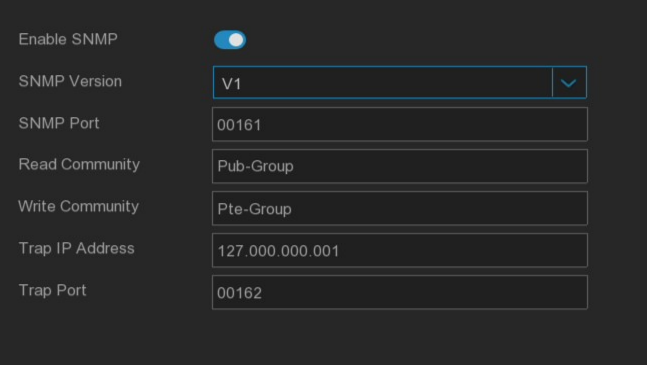 Enable SNMP
SNMP Version V1
SNMP Port 00161
Read Community Pub-Group
Write Community Pte-Group
Trap IP Address 127.000.000.001
Trap Port 00162